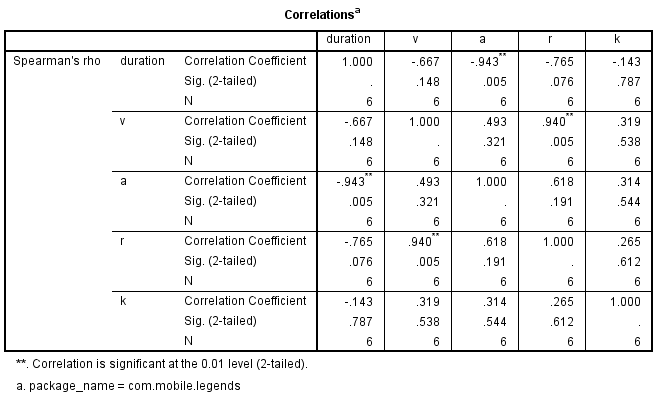 Correlationsa
duration v a r k
Spearman's rho duration Correlation Coefficient 1.000 -.667 -.943** -.765 -.143
Sig. (2-tailed) . .148 .005 .076 .787
N 6 6 6 6 6
v Correlation Coefficient -.667 1.000 .493 .940** .319
Sig. (2-tailed) .148 . .321 .005 .538
N 6 6 6 6 6
a Correlation Coefficient -.943** .493 1.000 .618 .314
Sig. (2-tailed) .005 .321 . .191 .544
N 6 6 6 6 6
r Correlation Coefficient -.765 .940** .618 1.000 .265
Sig. (2-tailed) .076 .005 .191 . .612
N 6 6 6 6 6
k Correlation Coefficient -.143 .319 .314 .265 1.000
Sig. (2-tailed) .787 .538 .544 .612 .
N 6 6 6 6 6
**. Correlation is significant at the 0.01 level (2-tailed).
a. package_name = com.mobile.legends